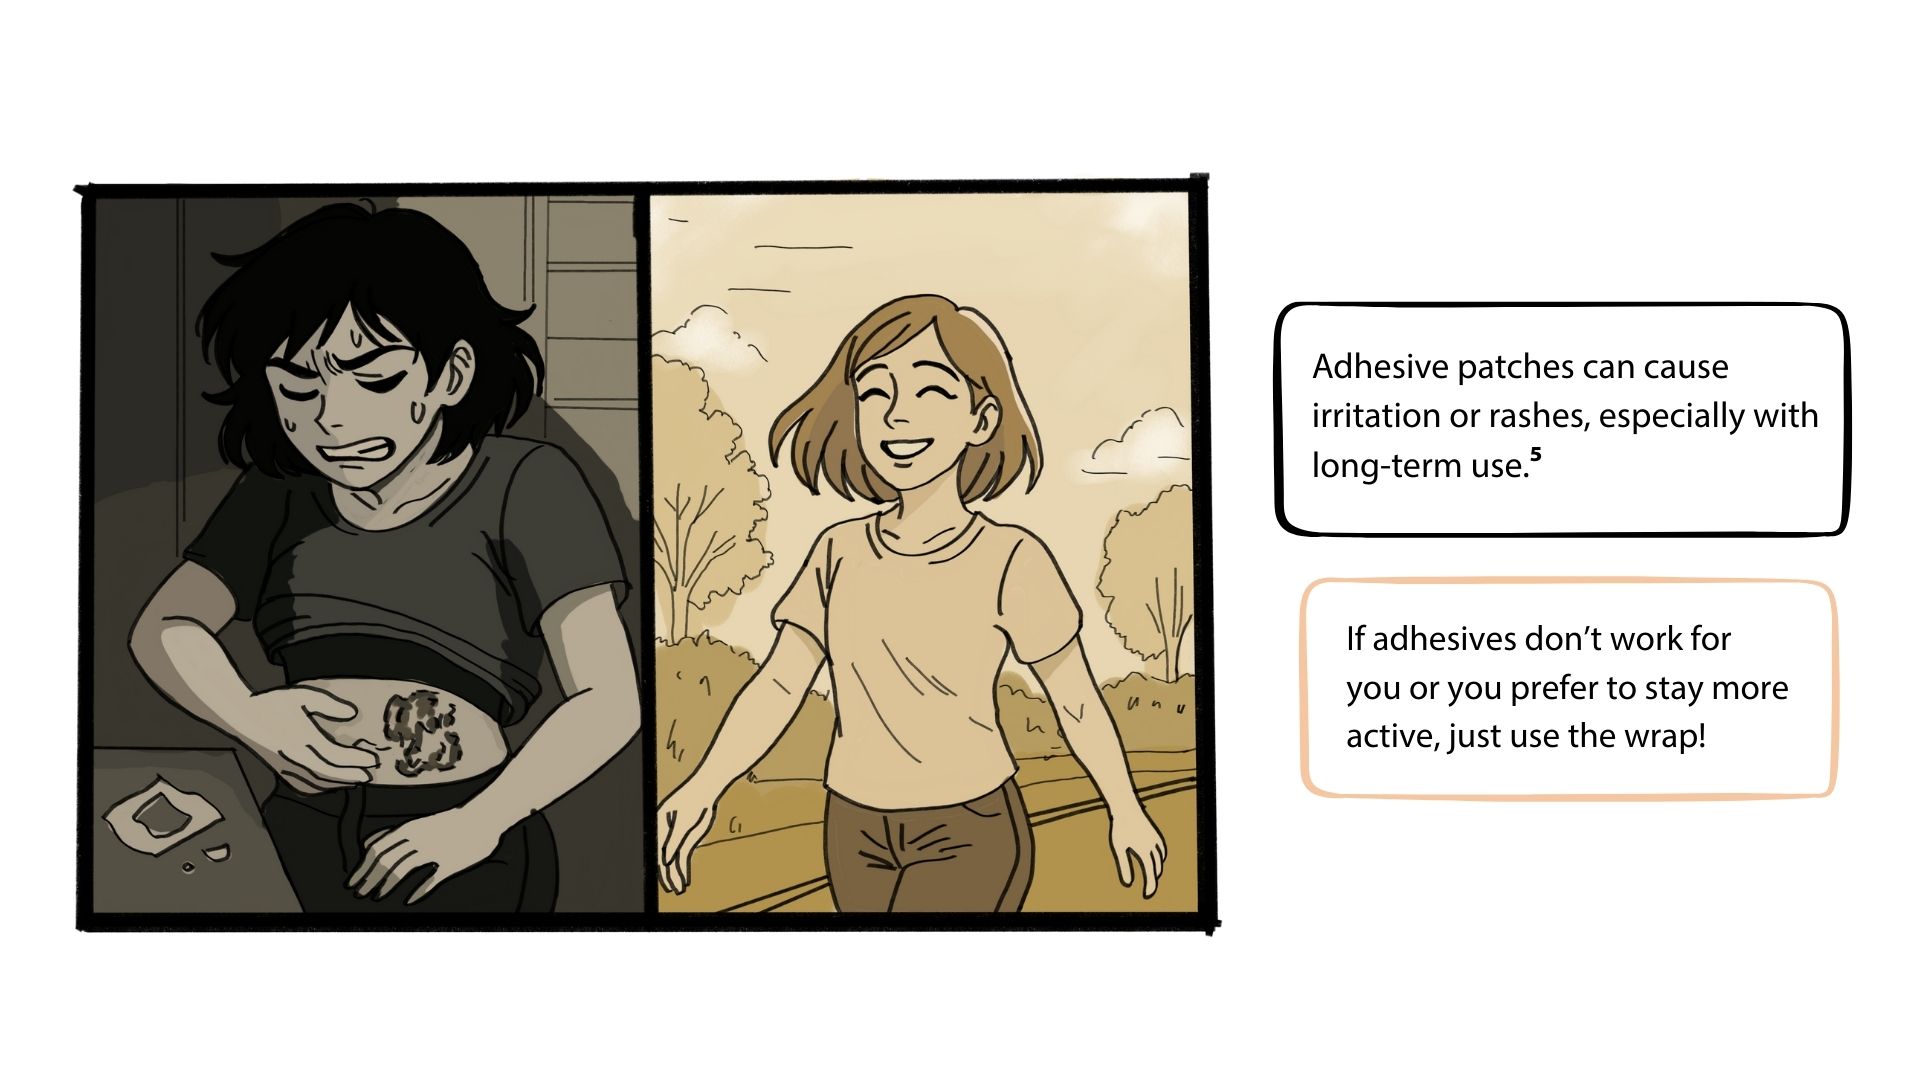 Adhesive patches can cause
irritation or rashes, especially with
long-term use.⁵
If adhesives don’t work for
you or you prefer to stay more
active, just use the wrap!